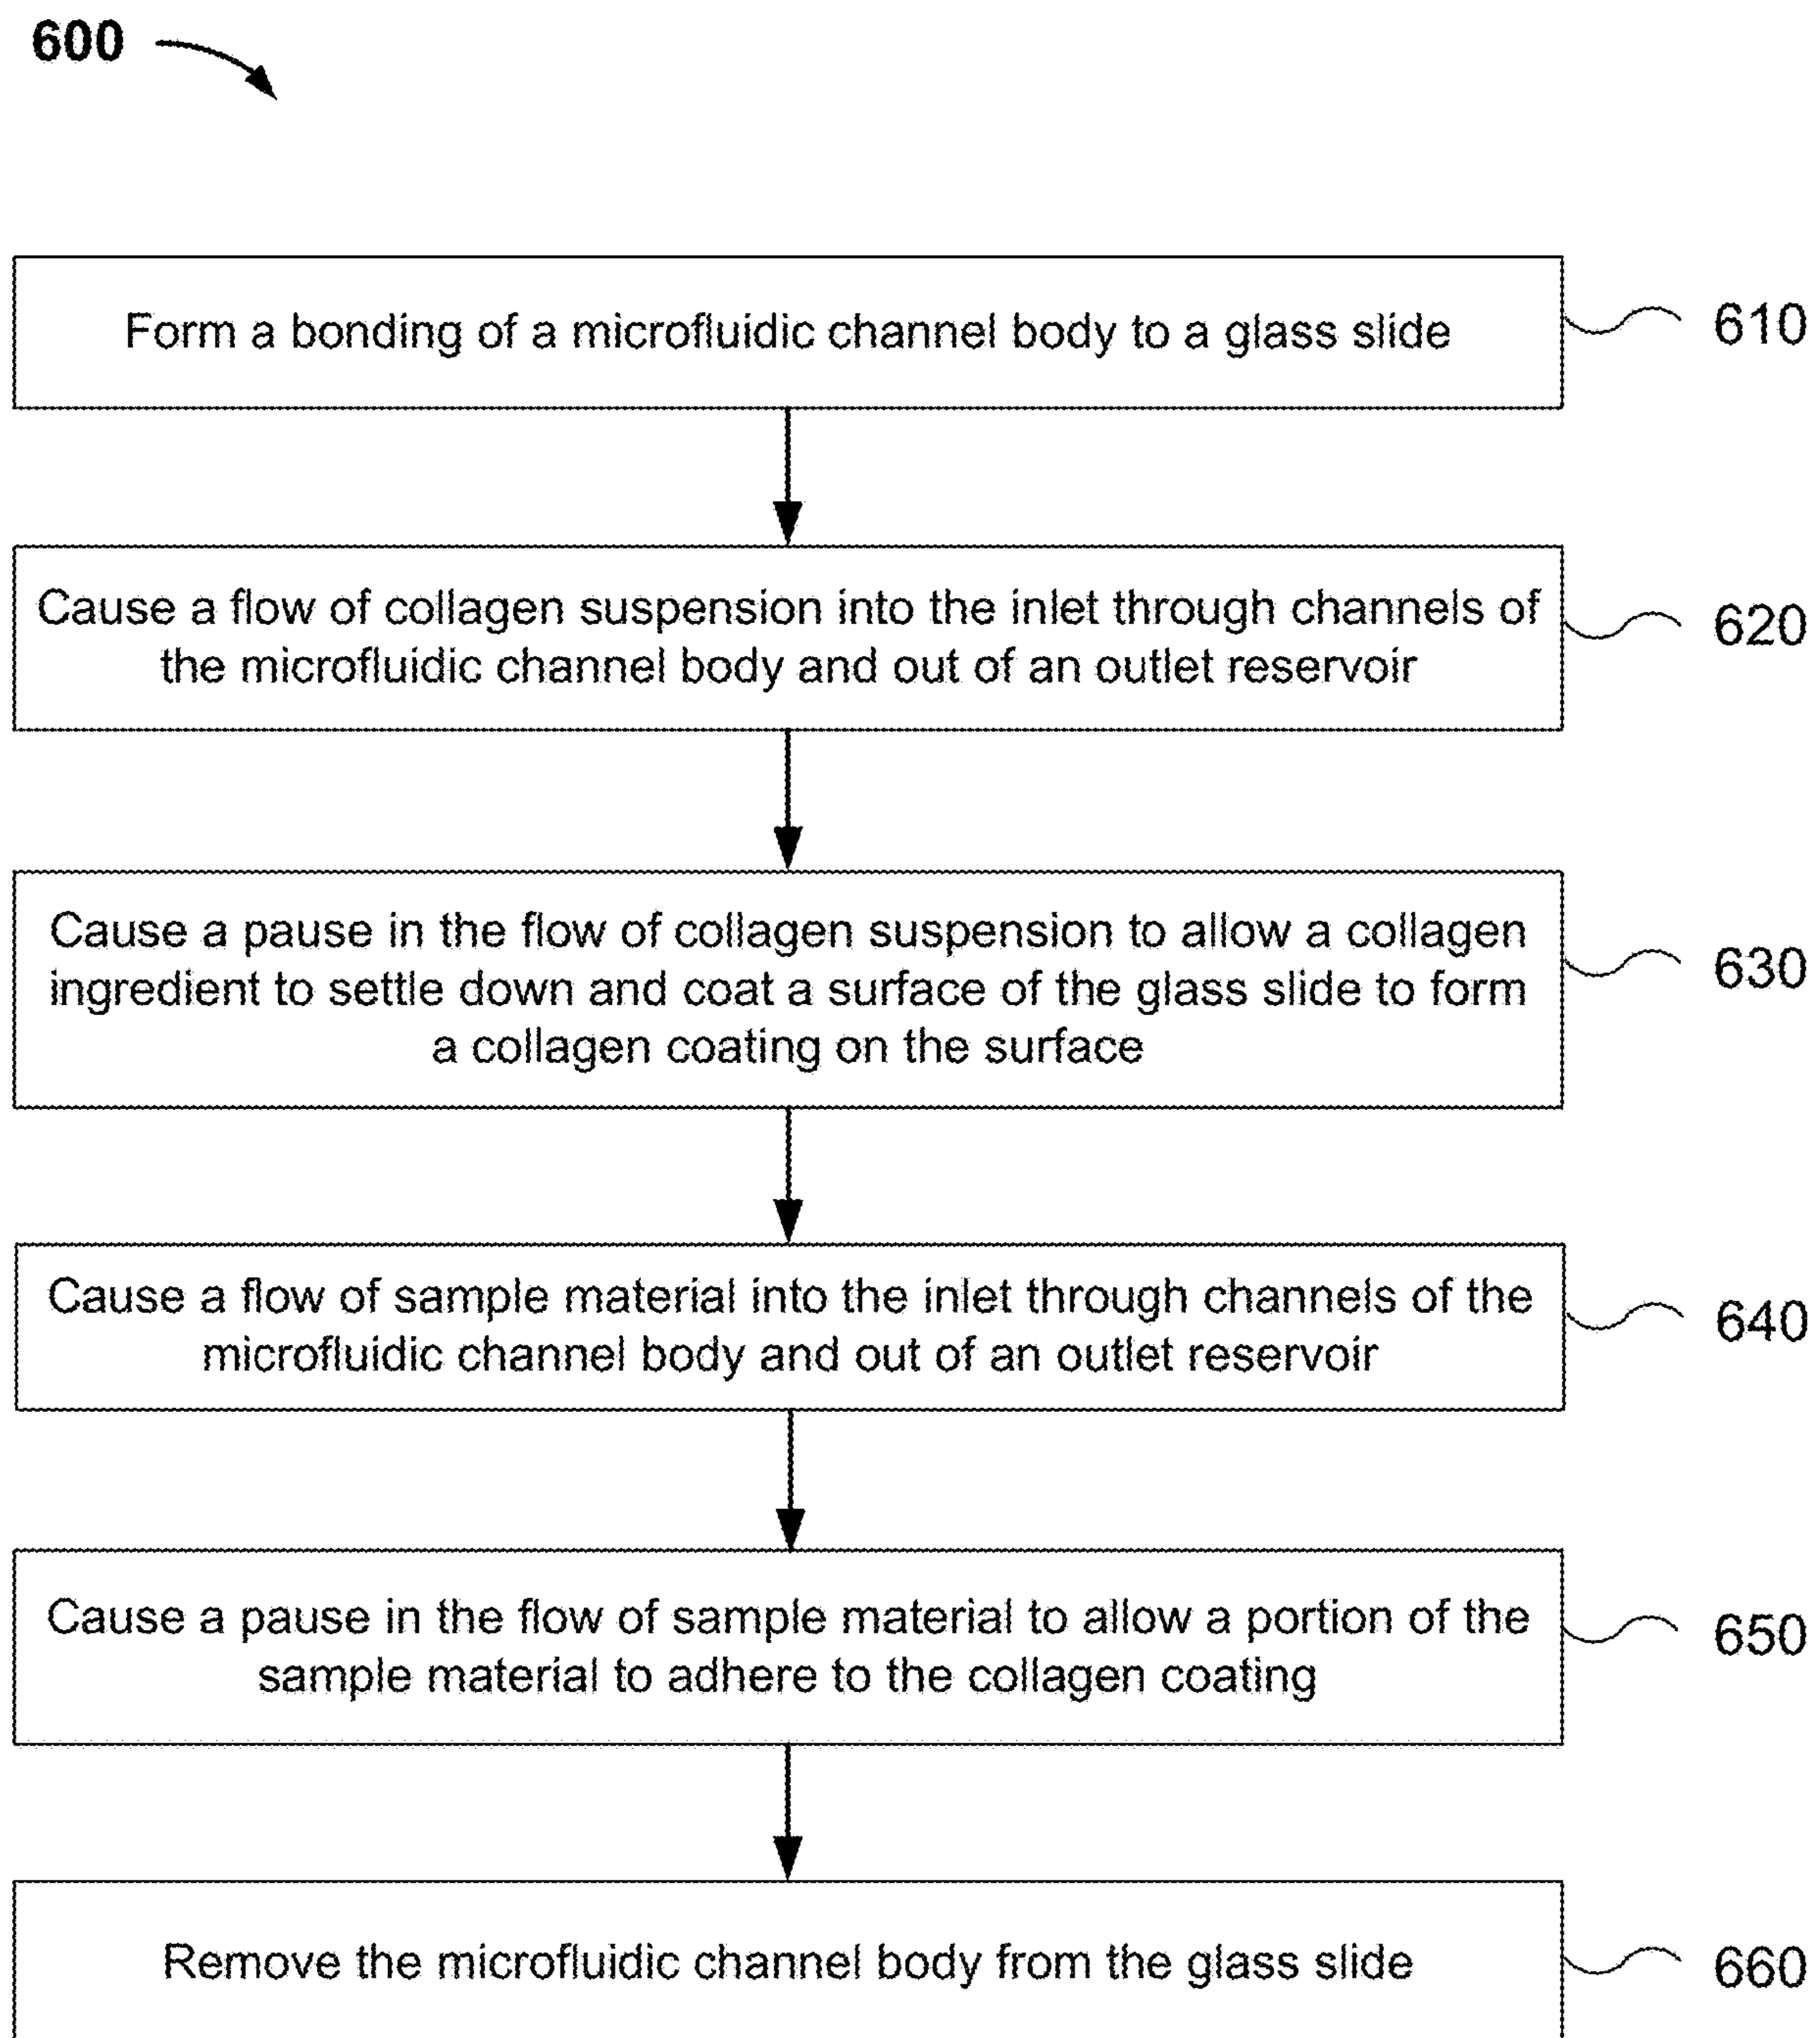 600
Form a bonding of a microfluidic channel body to a glass slide
610
Cause a flow of collagen suspension into the inlet through channels of
the microfluidic channel body and out of an outlet reservoir
620
Cause a pause in the flow of collagen suspension to allow a collagen
ingredient to settle down and coat a surface of the glass slide to form
a collagen coating on the surface
630
Cause a flow of sample material into the inlet through channels of the
microfluidic channel body and out of an outlet reservoir
640
Cause a pause in the flow of sample material to allow a portion of the
sample material to adhere to the collagen coating
650
Remove the microfluidic channel body from the glass slide
660